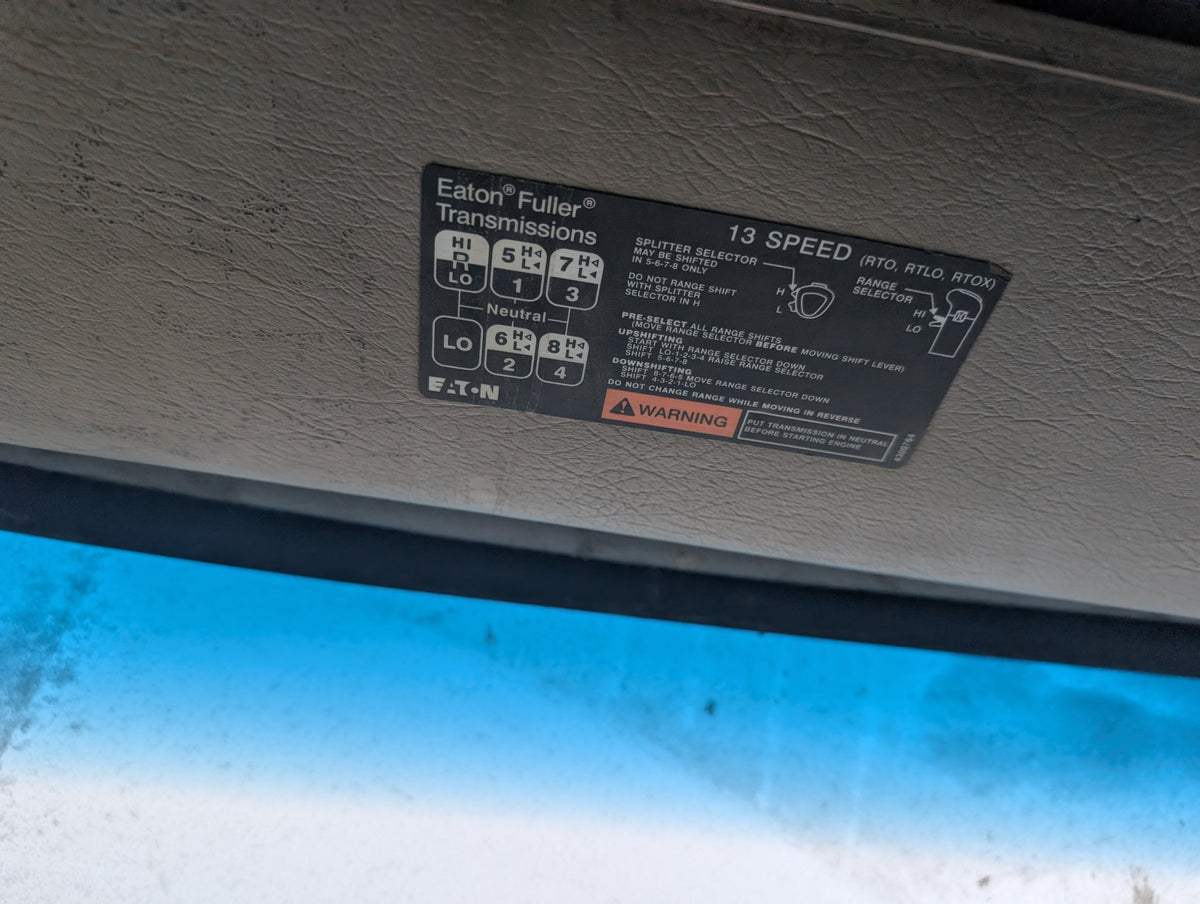 Eaton® Fuller®
Transmissions
HI
R
LO
5 H◁
L◂
1
7 H◁
L◂
3
Neutral
LO
6 H◁
L◂
2
8 H◁
L◂
4
EATON
13 SPEED (RTO, RTLO, RTOX)
SPLITTER SELECTOR
MAY BE SHIFTED
IN 5-6-7-8 ONLY
DO NOT RANGE SHIFT
WITH SPLITTER
SELECTOR IN H
H
L
RANGE
SELECTOR
HI
LO
PRE-SELECT ALL RANGE SHIFTS
(MOVE RANGE SELECTOR BEFORE MOVING SHIFT LEVER)
UPSHIFTING
START WITH RANGE SELECTOR DOWN
SHIFT LO-1-2-3-4 RAISE RANGE SELECTOR
SHIFT 5-6-7-8
DOWNSHIFTING
SHIFT 8-7-6-5 MOVE RANGE SELECTOR DOWN
SHIFT 4-3-2-1-LO
DO NOT CHANGE RANGE WHILE MOVING IN REVERSE
WARNING
PUT TRANSMISSION IN NEUTRAL
BEFORE STARTING ENGINE
4300764